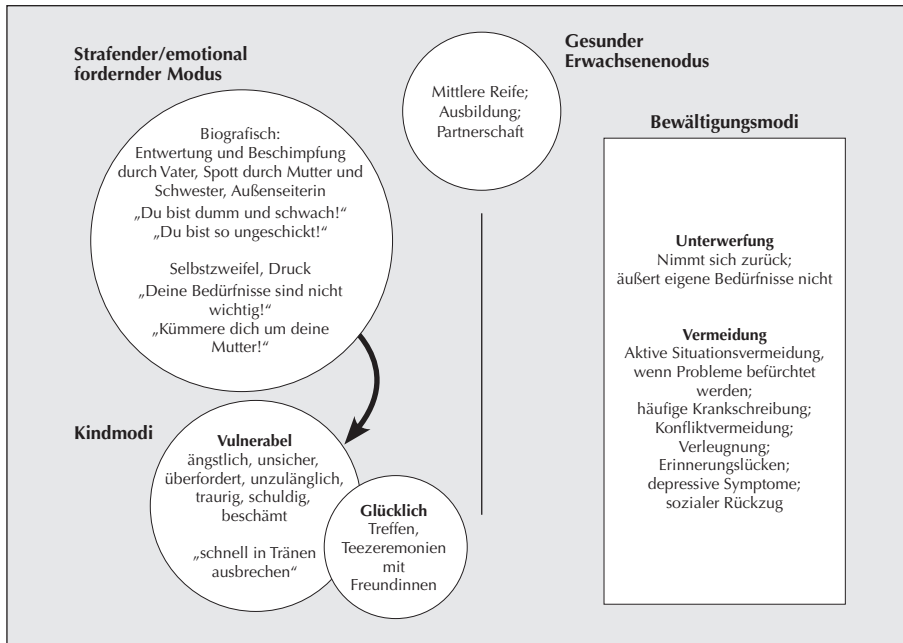 Strafender/emotional
fordernder Modus
Biografisch:
Entwertung und Beschimpfung
durch Vater, Spott durch Mutter und
Schwester, Außenseiterin
„Du bist dumm und schwach!“
„Du bist so ungeschickt!“
Selbstzweifel, Druck
„Deine Bedürfnisse sind nicht
wichtig!“
„Kümmere dich um deine
Mutter!“
Gesunder
Erwachsenenodus
Mittlere Reife;
Ausbildung;
Partnerschaft
Bewältigungsmodi
Unterwerfung
Nimmt sich zurück;
äußert eigene Bedürfnisse nicht
Vermeidung
Aktive Situationsvermeidung,
wenn Probleme befürchtet
werden;
häufige Krankschreibung;
Konfliktvermeidung;
Verleugnung;
Erinnerungslücken;
depressive Symptome;
sozialer Rückzug
Kindmodi
Vulnerabel
ängstlich, unsicher,
überfordert, unzulänglich,
traurig, schuldig,
beschämt
„schnell in Tränen
ausbrechen“
Glücklich
Treffen,
Teezeremonien
mit
Freundinnen